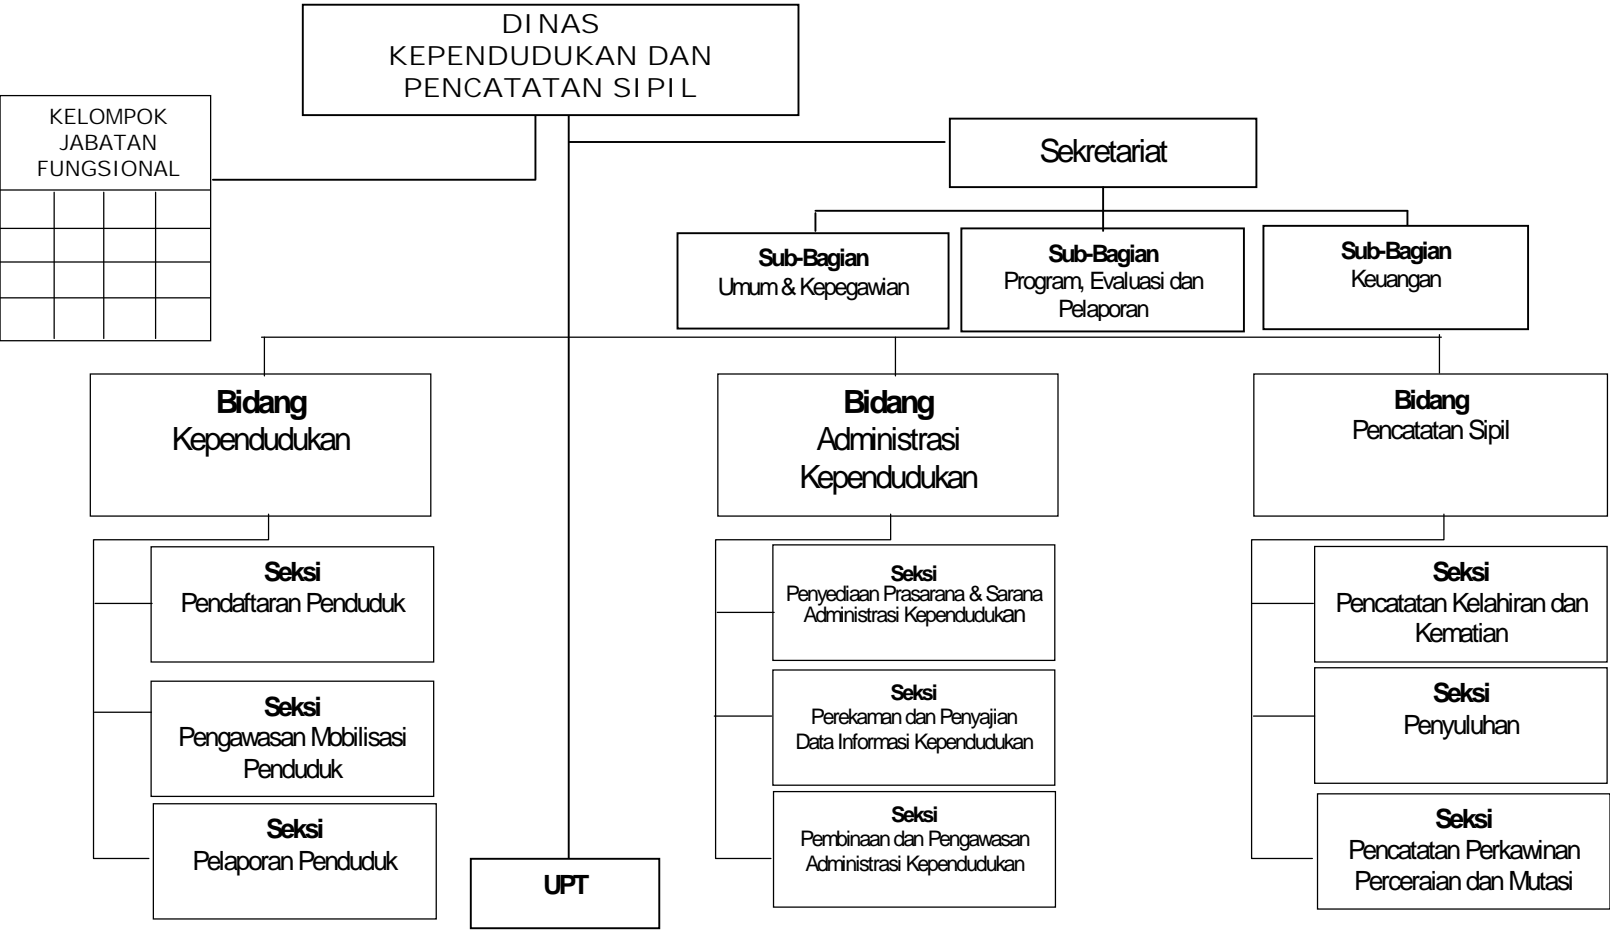 DINAS
KEPENDUDUKAN DAN
PENCATATAN SIPIL
KELOMPOK
JABATAN
FUNGSIONAL
Sekretariat
Sub-Bagian
Umum & Kepegawian
Sub-Bagian
Program, Evaluasi dan
Pelaporan
Sub-Bagian
Keuangan
Bidang
Kependudukan
Bidang
Administrasi
Kependudukan
Bidang
Pencatatan Sipil
Seksi
Pendaftaran Penduduk
Seksi
Pengawasan Mobilisasi
Penduduk
Seksi
Pelaporan Penduduk
UPT
Seksi
Penyediaan Prasarana & Sarana
Administrasi Kependudukan
Seksi
Perekaman dan Penyajian
Data Informasi Kependudukan
Seksi
Pembinaan dan Pengawasan
Administrasi Kependudukan
Seksi
Pencatatan Kelahiran dan
Kematian
Seksi
Penyuluhan
Seksi
Pencatatan Perkawinan
Perceraian dan Mutasi